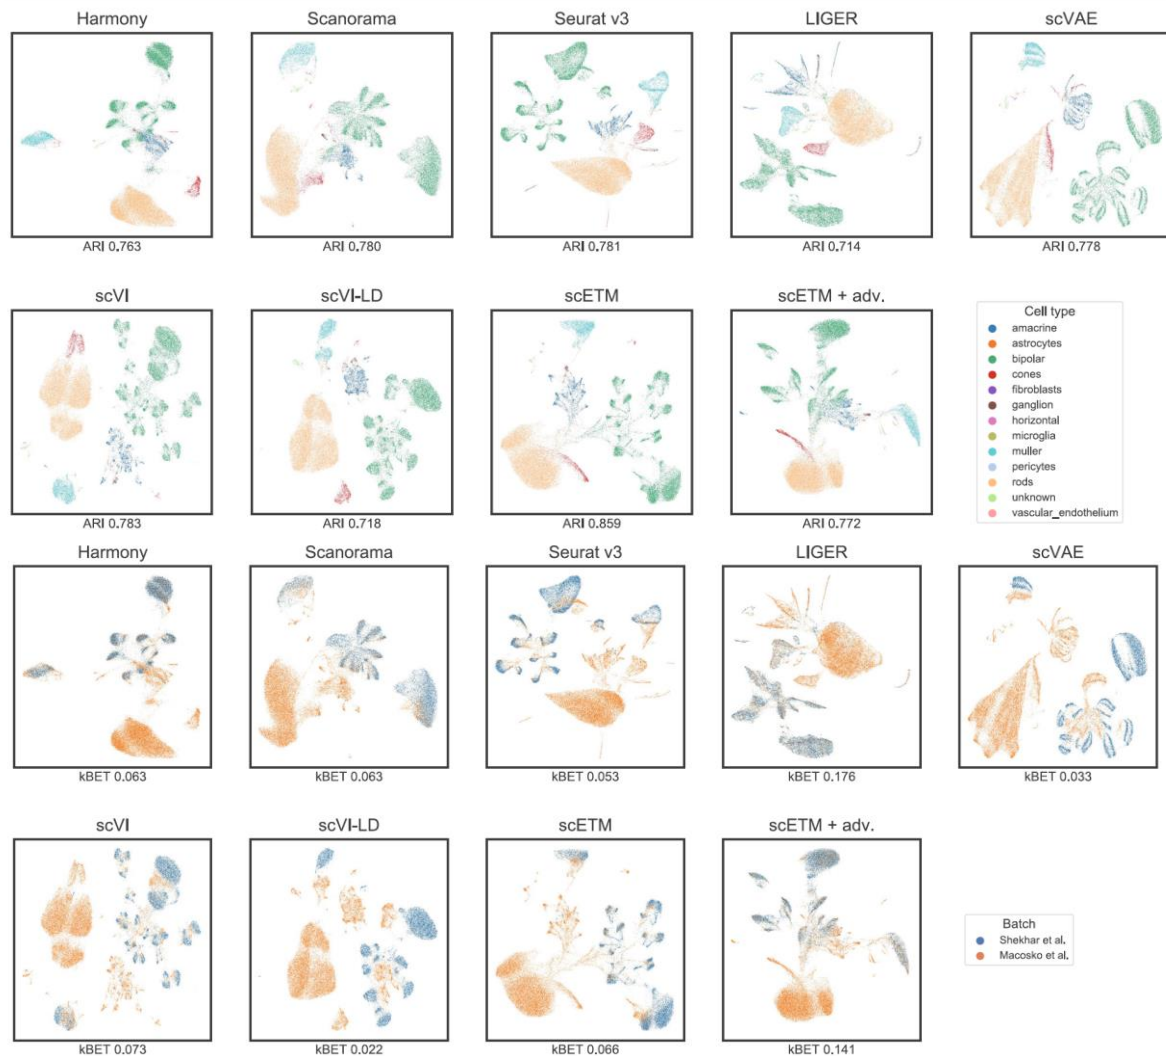 Harmony Scanorama Seurat v3 LIGER scVAE
ARI 0.763 ARI 0.780 ARI 0.781 ARI 0.714 ARI 0.778
scVI scVI-LD scETM scETM + adv.
Cell type
amacrine
astrocytes
bipolar
cones
fibroblasts
ganglion
horizontal
microglia
muller
pericytes
rods
unknown
vascular_endothelium
ARI 0.783 ARI 0.718 ARI 0.859 ARI 0.772
Harmony Scanorama Seurat v3 LIGER scVAE
kBET 0.063 kBET 0.063 kBET 0.053 kBET 0.176 kBET 0.033
scVI scVI-LD scETM scETM + adv.
Batch
Shekhar et al.
Macosko et al.
kBET 0.073 kBET 0.022 kBET 0.066 kBET 0.141